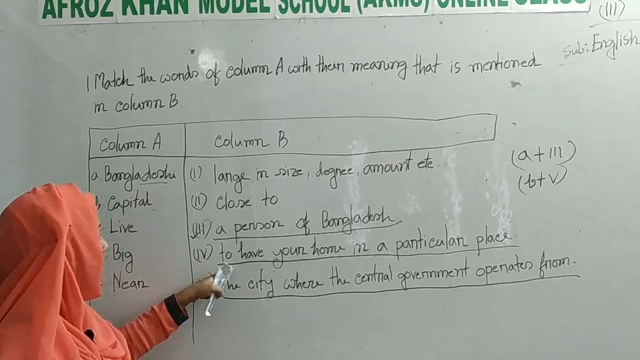 AFROZ KHAN MODEL SCHOOL (AKMS) ONLINE CLASS
(III)
Sub: English
1 Match the words of column A with their meaning that is mentioned
in column B
Column A Column B
a. Bangladeshi (I) large in size, degree, amount etc
Capital (II) close to
Live (III) a person of Bangladesh
Big (IV) to have your home in a particular place
Near the city where the central government operates from.
(a + III)
(b + V)